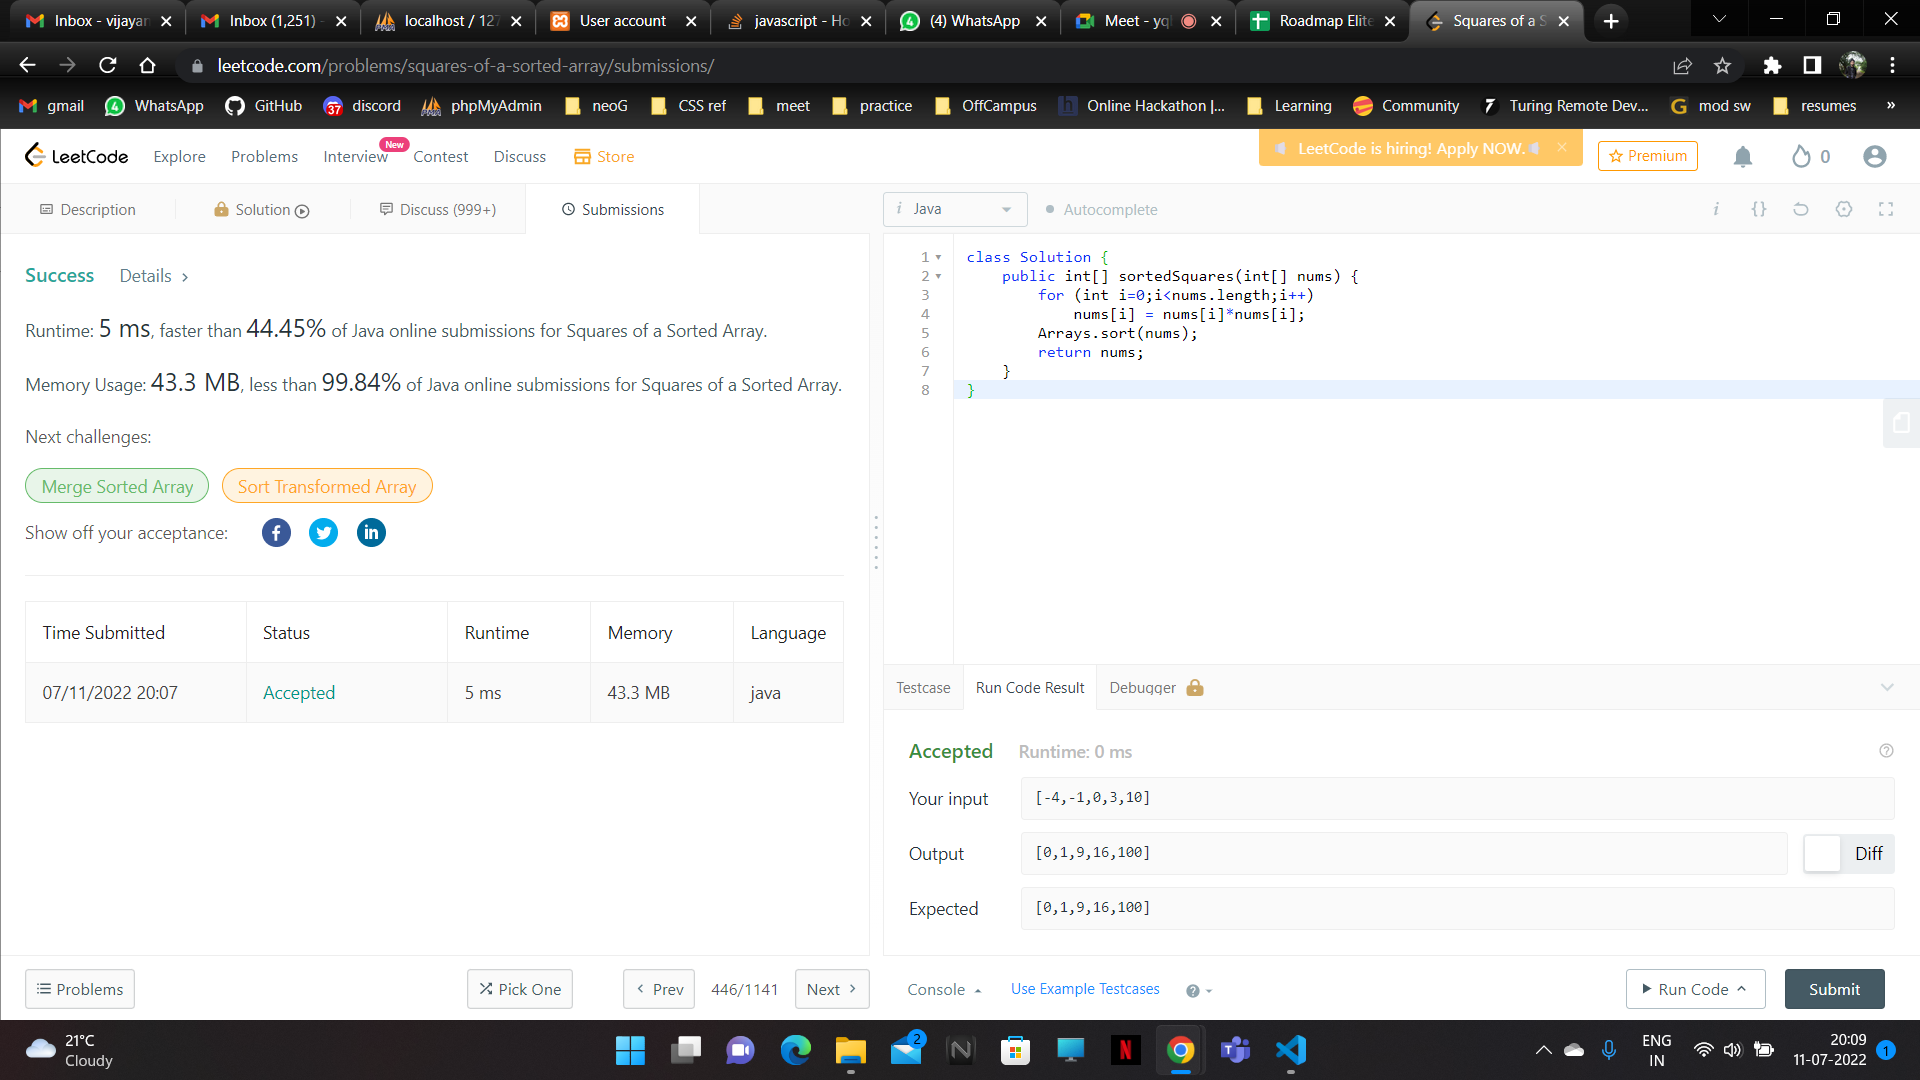 Inbox - vijayar
Inbox (1,251) -
localhost / 127
User account
javascript - Ho
(4) WhatsApp
Meet - yq
Roadmap Elite
Squares of a S
leetcode.com/problems/squares-of-a-sorted-array/submissions/
gmail
WhatsApp
GitHub
37
discord
phpMyAdmin
neoG
CSS ref
meet
practice
OffCampus
h
Online Hackathon |...
Learning
Community
Turing Remote Dev...
mod sw
resumes
»
LeetCode
Explore
Problems
Interview
New
Contest
Discuss
Store
LeetCode is hiring! Apply NOW.
Premium
0
Description
Solution
Discuss (999+)
Submissions
i Java
Autocomplete
i {}
Success
Details >
Runtime: 5 ms, faster than 44.45% of Java online submissions for Squares of a Sorted Array.
Memory Usage: 43.3 MB, less than 99.84% of Java online submissions for Squares of a Sorted Array.
Next challenges:
Merge Sorted Array
Sort Transformed Array
Show off your acceptance:
Time Submitted Status Runtime Memory Language
07/11/2022 20:07 Accepted 5 ms 43.3 MB java
1 class Solution {
2 public int[] sortedSquares(int[] nums) {
3 for (int i=0;i<nums.length;i++)
4 nums[i] = nums[i]*nums[i];
5 Arrays.sort(nums);
6 return nums;
7 }
8 }
Testcase
Run Code Result
Debugger
Accepted
Runtime: 0 ms
Your input
[-4,-1,0,3,10]
Output
[0,1,9,16,100]
Diff
Expected
[0,1,9,16,100]
Problems
Pick One
< Prev
446/1141
Next >
Console
Use Example Testcases
Run Code
Submit
21°C
Cloudy
2
ENG
IN
20:09
11-07-2022
1